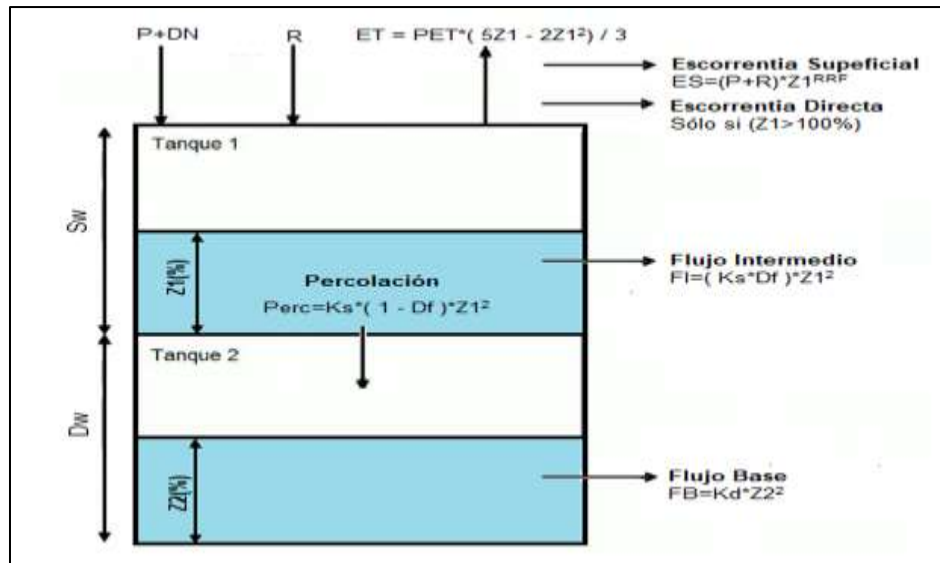 P+DN
R
ET = PET*( 5Z1 - 2Z1²) / 3
Escorrentia Supeficial
ES=(P+R)*Z1ᴿᴿᶠ
Escorrentia Directa
Sólo si (Z1>100%)
Tanque 1
Sw
Z1(%)
Percolación
Perc=Ks*( 1 - Df )*Z1²
Flujo Intermedio
FI=( Ks*Df )*Z1²
Tanque 2
Dw
Z2(%)
Flujo Base
FB=Kd*Z2²